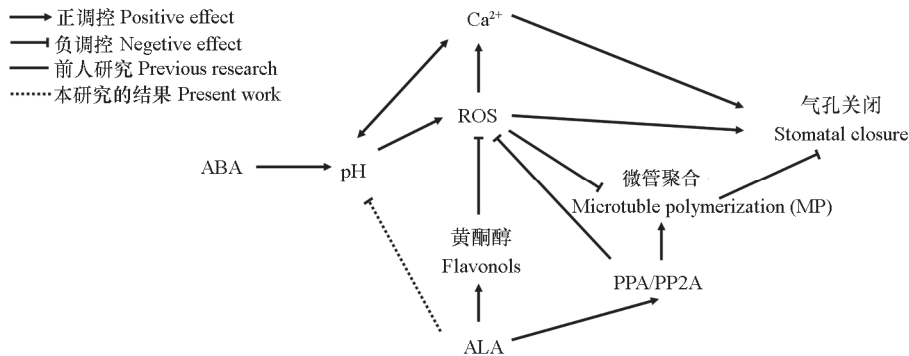 正调控 Positive effect
负调控 Negetive effect
前人研究 Previous research
本研究的结果 Present work
Ca²⁺
ROS
气孔关闭
Stomatal closure
ABA
pH
微管聚合
Microtuble polymerization (MP)
黄酮醇
Flavonols
PPA/PP2A
ALA